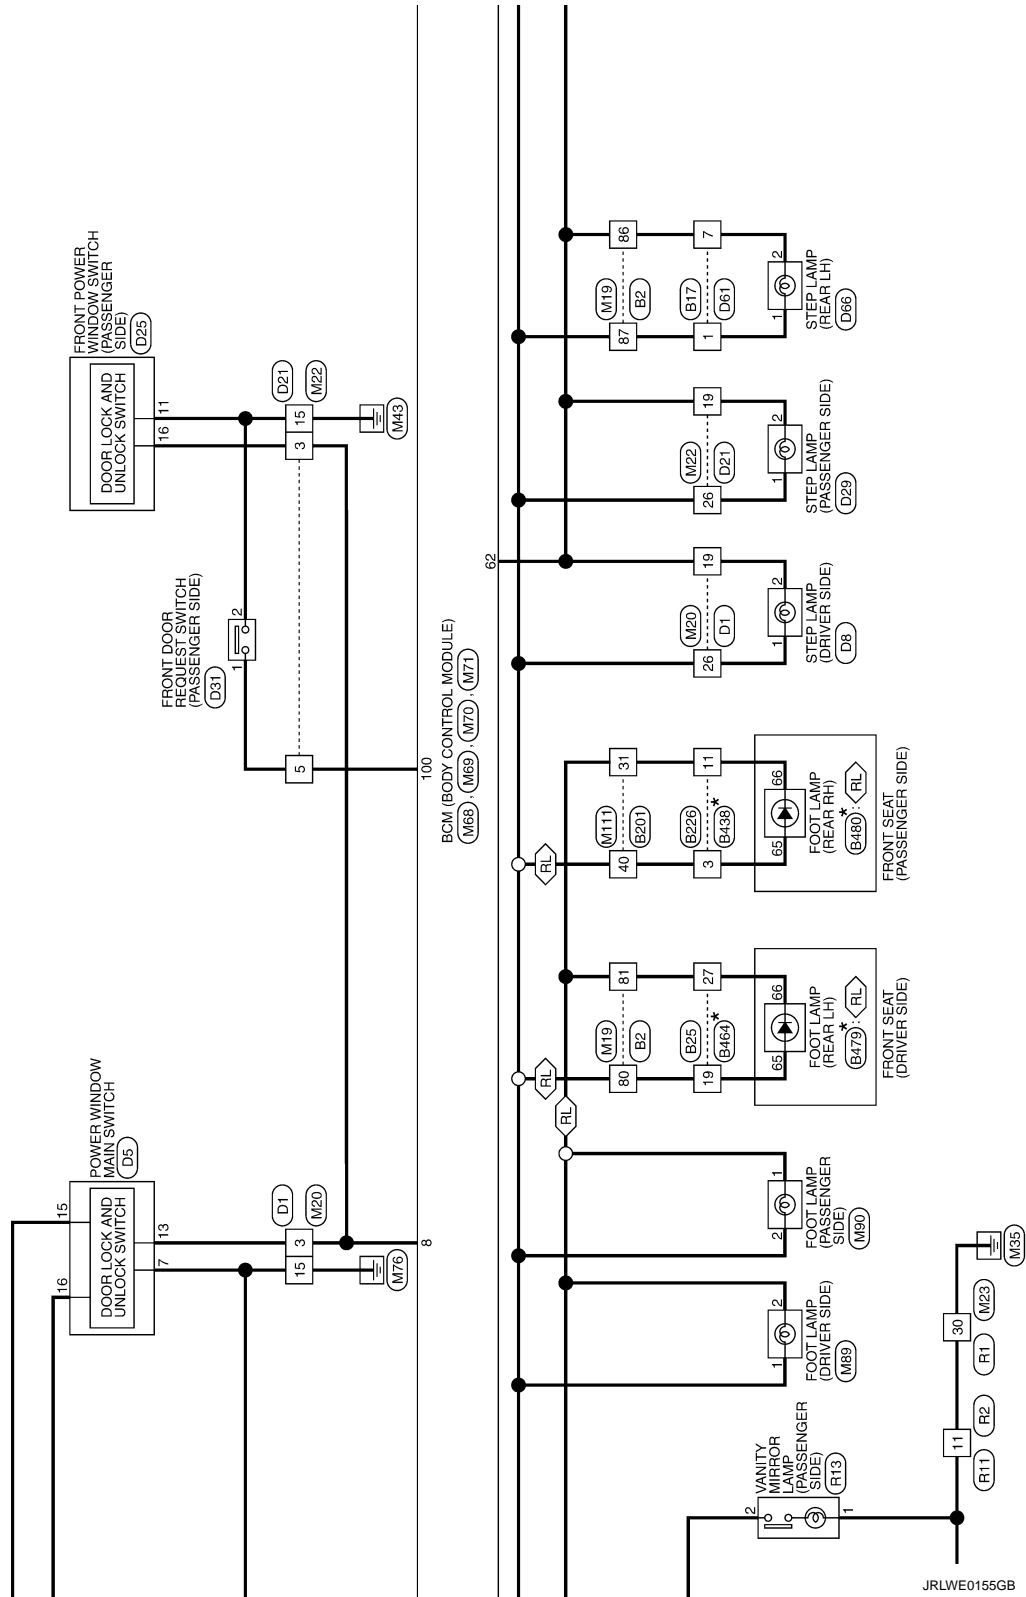 FRONT POWER
WINDOW SWITCH
(PASSENGER
SIDE)
D25
DOOR LOCK AND
UNLOCK SWITCH
11
16
D21
M22
15
3
M43
FRONT DOOR
REQUEST SWITCH
(PASSENGER SIDE)
D31
2
1
5
100
POWER WINDOW
MAIN SWITCH
D5
DOOR LOCK AND
UNLOCK SWITCH
15
16
13
7
D1
M20
3
15
M76
8
BCM (BODY CONTROL MODULE)
M68 , M69 , M70 , M71
62
86
7
M19
B2
B17
D61
87
1
2
1
STEP LAMP
(REAR LH)
D66
19
M22
D21
26
2
1
STEP LAMP
(PASSENGER SIDE)
D29
19
M20
D1
26
2
1
STEP LAMP
(DRIVER SIDE)
D8
RL
31
11
M111
B201
B226
B438*
40
3
66
65
FOOT LAMP
(REAR RH)
B480* : RL
FRONT SEAT
(PASSENGER SIDE)
RL
RL
81
27
M19
B2
B25
B464*
80
19
66
65
FOOT LAMP
(REAR LH)
B479* : RL
FRONT SEAT
(DRIVER SIDE)
1
2
FOOT LAMP
(PASSENGER
SIDE)
M90
2
1
FOOT LAMP
(DRIVER SIDE)
M89
VANITY
MIRROR
LAMP
(PASSENGER
SIDE)
R13
2
1
11
R11
R2
30
R1
M23
M35
JRLWE0155GB